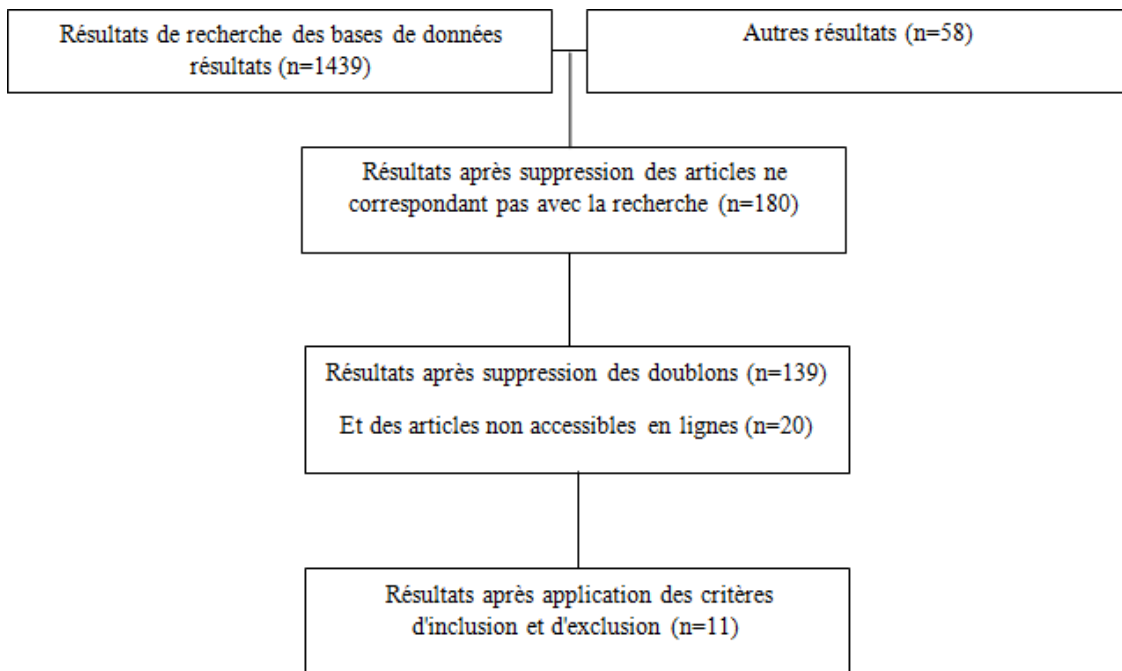 Résultats de recherche des bases de données
résultats (n=1439)
Autres résultats (n=58)
Résultats après suppression des articles ne
correspondant pas avec la recherche (n=180)
Résultats après suppression des doublons (n=139)
Et des articles non accessibles en lignes (n=20)
Résultats après application des critères
d'inclusion et d'exclusion (n=11)